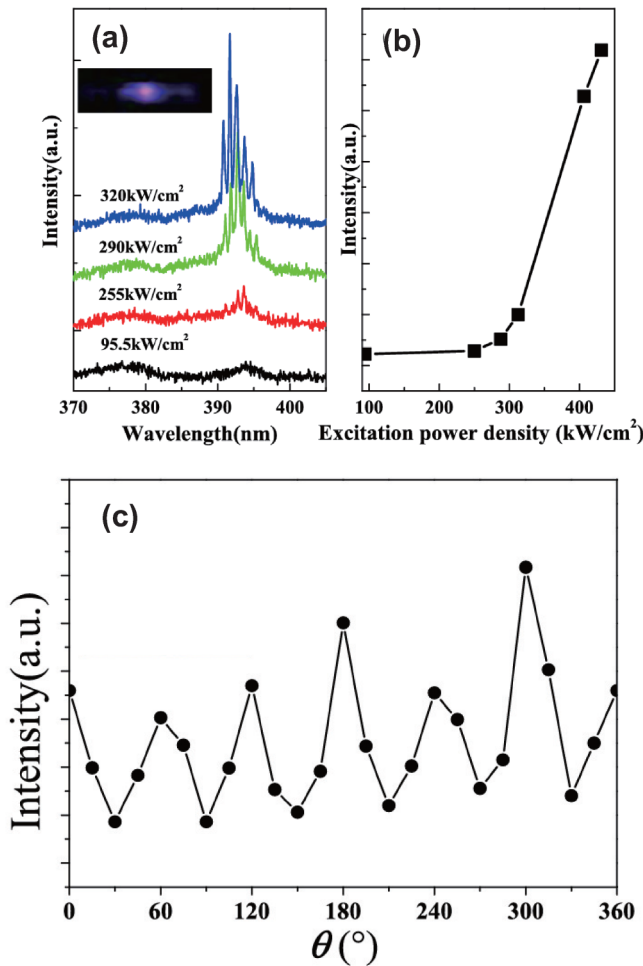 (a)
Intensity(a.u.)
320kW/cm²
290kW/cm²
255kW/cm²
95.5kW/cm²
370 380 390 400
Wavelength(nm)
(b)
Intensity(a.u.)
100 200 300 400
Excitation power density (kW/cm²)
(c)
Intensity(a.u.)
0 60 120 180 240 300 360
θ (°)